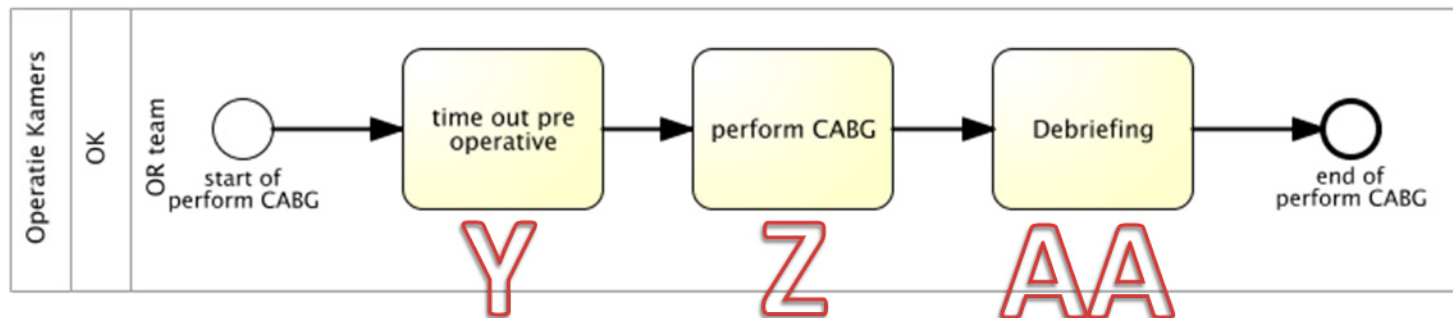 Operatie Kamers
OK
OR team
start of
perform CABG
time out pre
operative
perform CABG
Debriefing
end of
perform CABG
Y
Z
AA